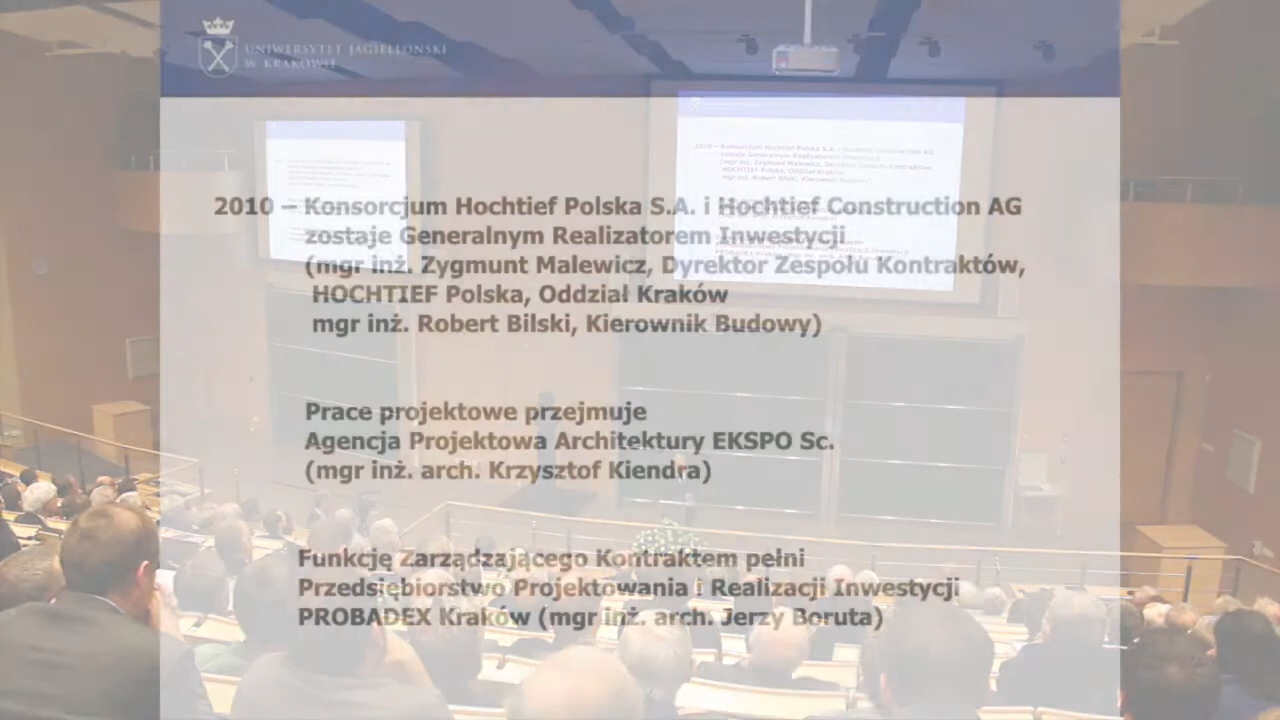 UNIWERSYTET JAGIELLOŃSKI
W KRAKOWIE
2010 – Konsorcjum Hochtief Polska S.A. i Hochtief Construction AG
zostaje Generalnym Realizatorem Inwestycji
(mgr inż. Zygmunt Malewicz, Dyrektor Zespołu Kontraktów,
HOCHTIEF Polska, Oddział Kraków
mgr inż. Robert Bilski, Kierownik Budowy)
Prace projektowe przejmuje
Agencja Projektowa Architektury EKSPO Sc.
(mgr inż. arch. Krzysztof Kiendra)
Funkcję Zarządzającego Kontraktem pełni
Przedsiębiorstwo Projektowania i Realizacji Inwestycji
PROBADEX Kraków (mgr inż. arch. Jerzy Boruta)